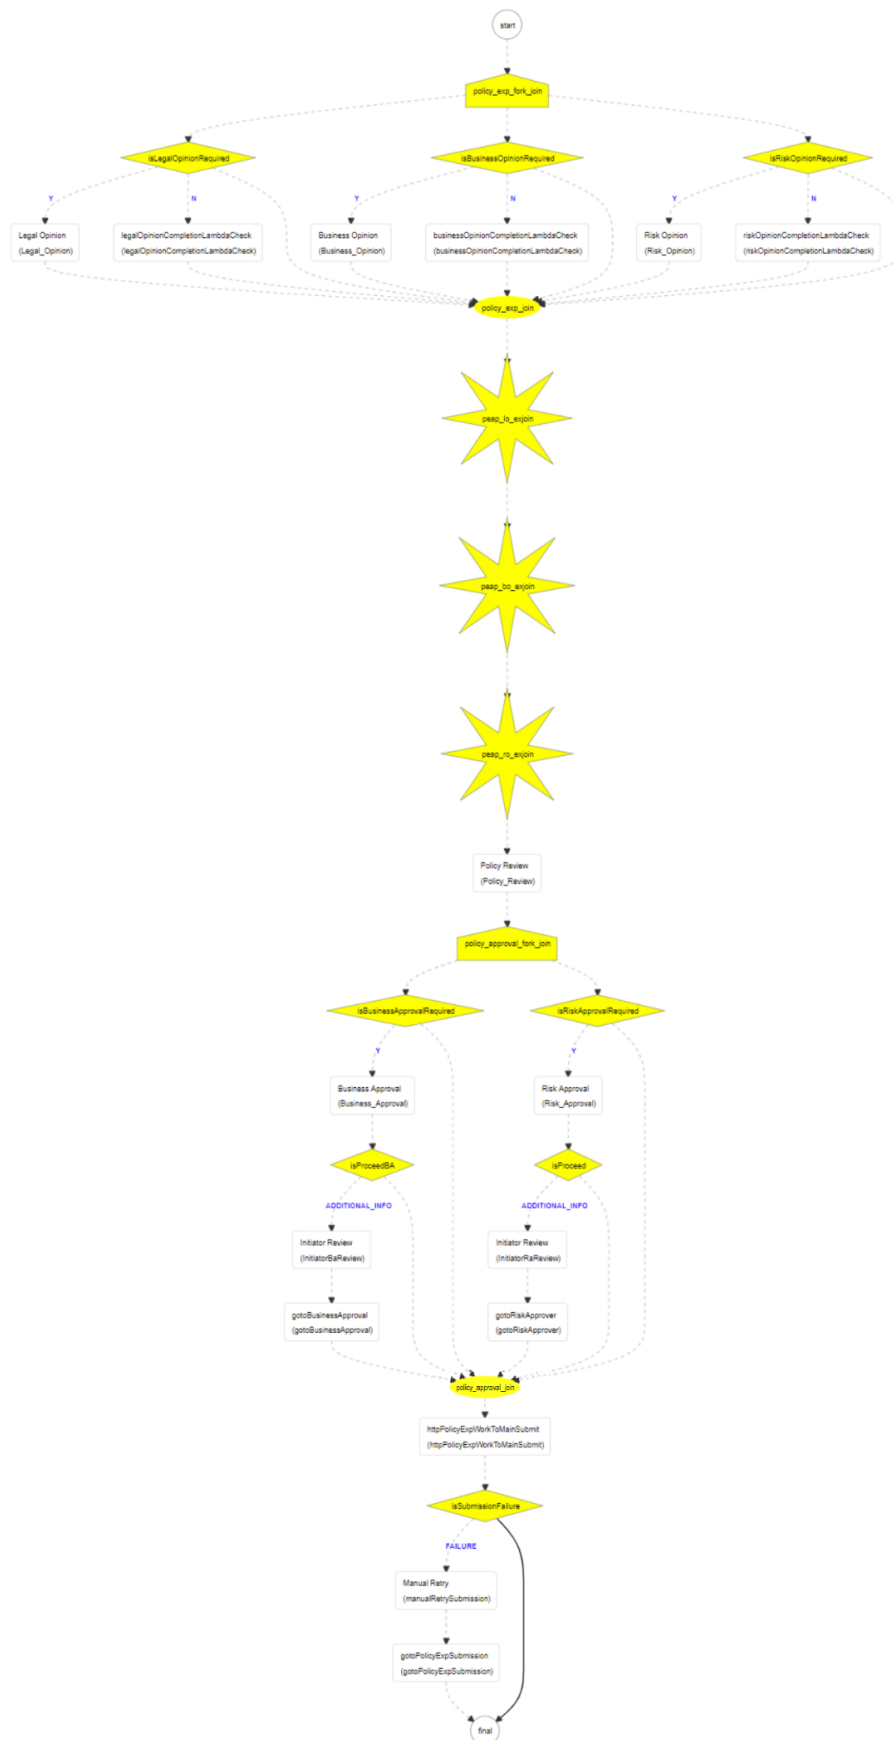 start
policy_exp_fork_join
isLegalOpinionRequired
isBusinessOpinionRequired
isRiskOpinionRequired
Y
N
Y
N
Y
N
Legal Opinion
(Legal_Opinion)
legalOpinionCompletionLambdaCheck
(legalOpinionCompletionLambdaCheck)
Business Opinion
(Business_Opinion)
businessOpinionCompletionLambdaCheck
(businessOpinionCompletionLambdaCheck)
Risk Opinion
(Risk_Opinion)
riskOpinionCompletionLambdaCheck
(riskOpinionCompletionLambdaCheck)
policy_exp_join
peap_lo_exjoin
peap_bo_exjoin
peap_ro_exjoin
Policy Review
(Policy_Review)
policy_approval_fork_join
isBusinessApprovalRequired
isRiskApprovalRequired
Y
Y
Business Approval
(Business_Approval)
Risk Approval
(Risk_Approval)
isProceedBA
isProceed
ADDITIONAL_INFO
ADDITIONAL_INFO
Initiator Review
(InitiatorBaReview)
Initiator Review
(InitiatorRaReview)
gotoBusinessApproval
(gotoBusinessApproval)
gotoRiskApprover
(gotoRiskApprover)
policy_approval_join
httpPolicyExpWorkToMainSubmit
(httpPolicyExpWorkToMainSubmit)
isSubmissionFailure
FAILURE
Manual Retry
(manualRetrySubmission)
gotoPolicyExpSubmission
(gotoPolicyExpSubmission)
final